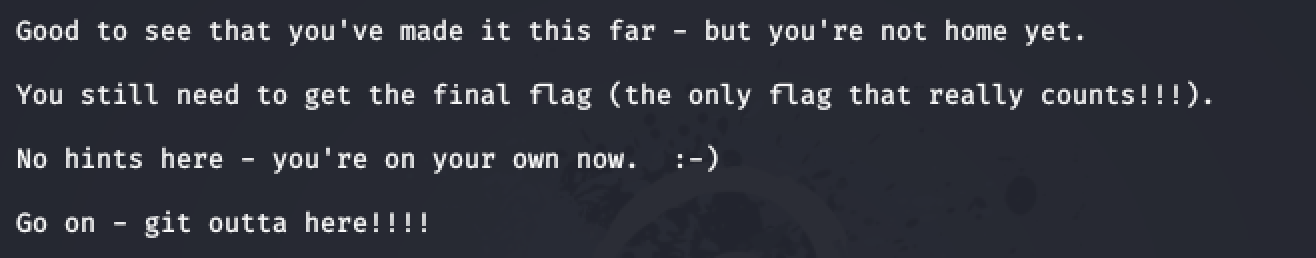 Good to see that you've made it this far - but you're not home yet.
You still need to get the final flag (the only flag that really counts!!!).
No hints here - you're on your own now.  :-)
Go on - git outta here!!!!